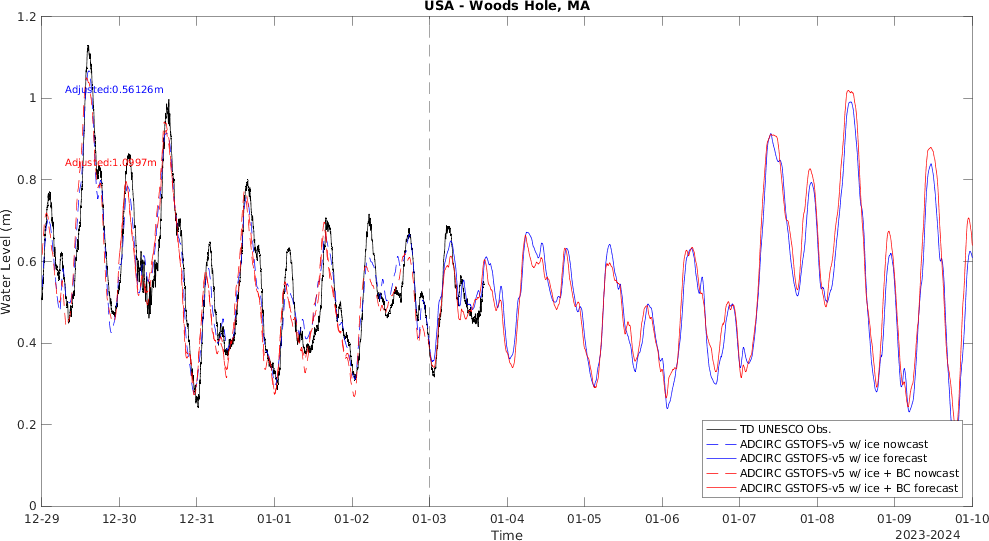 USA - Woods Hole, MA
1.2
1
0.8
0.6
0.4
0.2
0
Water Level (m)
Adjusted:0.56126m
Adjusted:1.0997m
TD UNESCO Obs.
ADCIRC GSTOFS-v5 w/ ice nowcast
ADCIRC GSTOFS-v5 w/ ice forecast
ADCIRC GSTOFS-v5 w/ ice + BC nowcast
ADCIRC GSTOFS-v5 w/ ice + BC forecast
12-29 12-30 12-31 01-01 01-02 01-03 01-04 01-05 01-06 01-07 01-08 01-09 01-10
Time
2023-2024